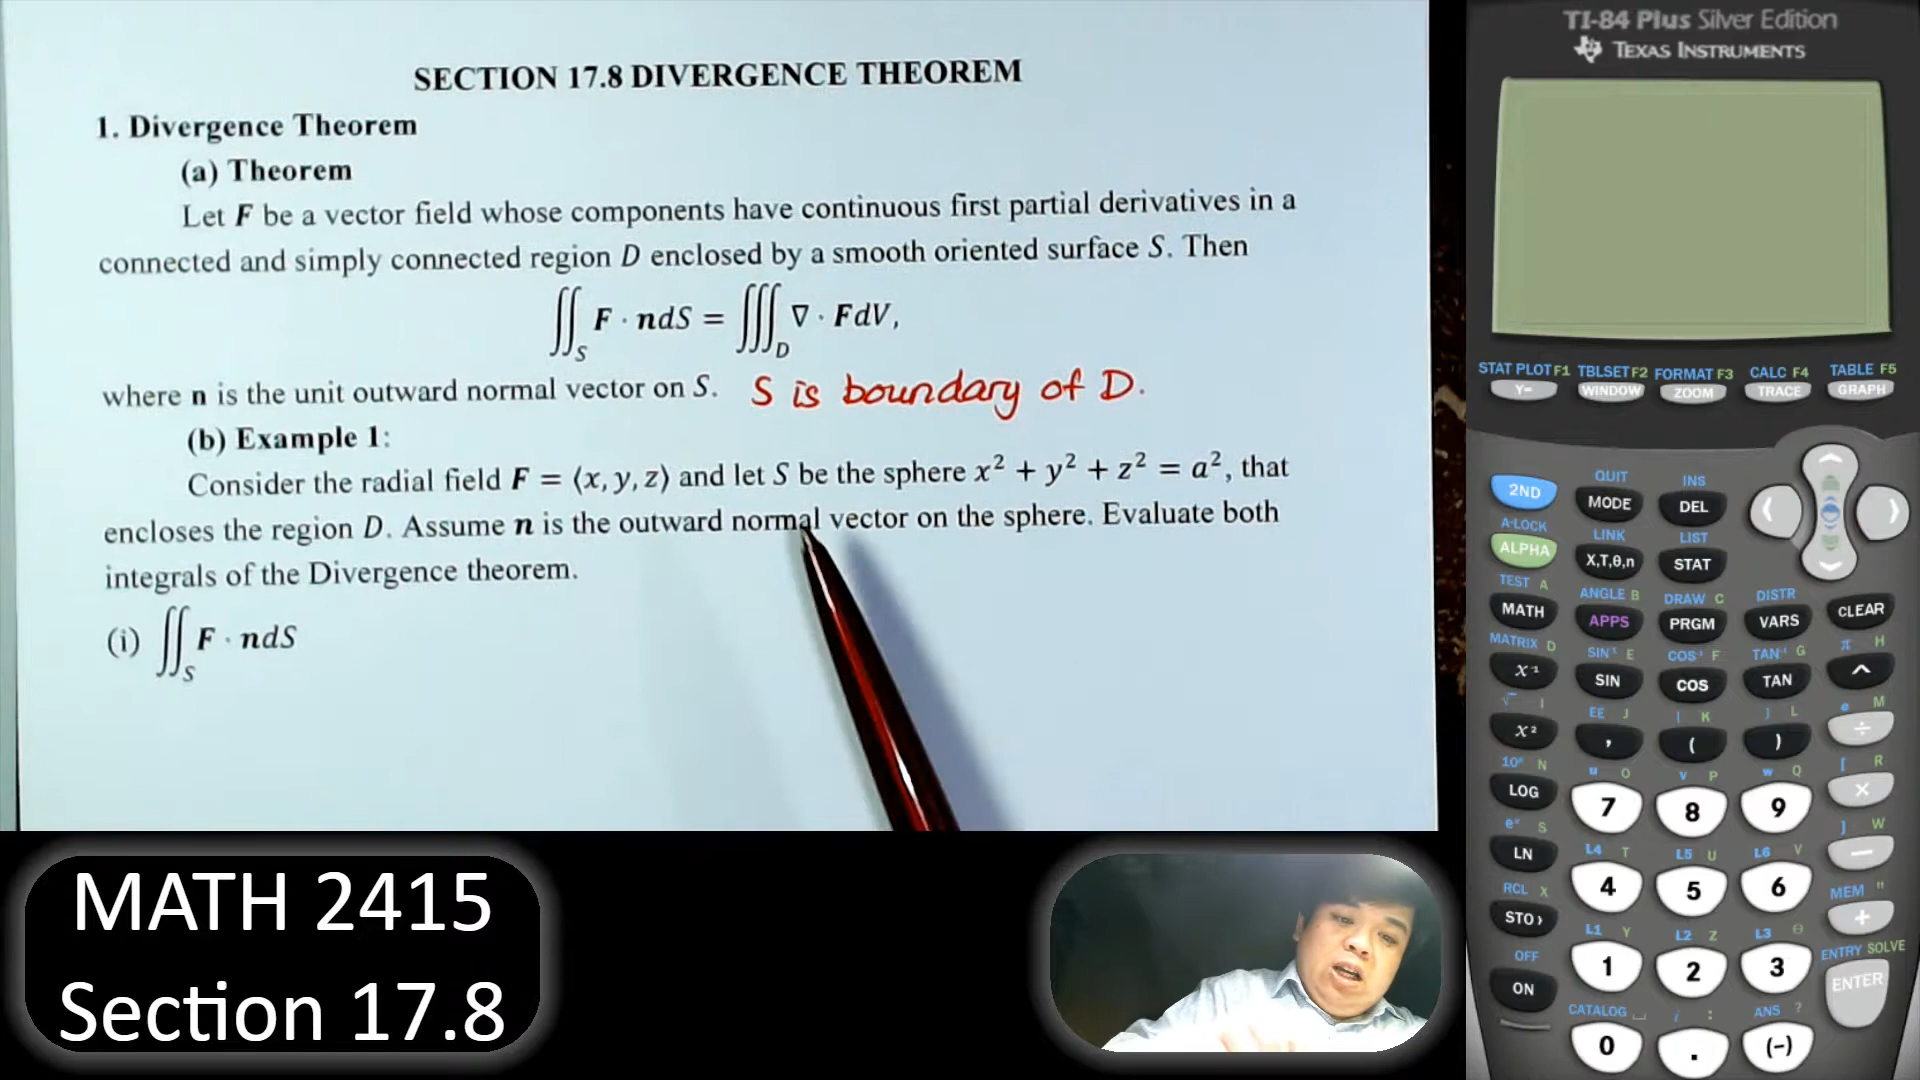 SECTION 17.8 DIVERGENCE THEOREM
1. Divergence Theorem
(a) Theorem
Let F be a vector field whose components have continuous first partial derivatives in a
connected and simply connected region D enclosed by a smooth oriented surface S. Then
∬_S F · n dS = ∭_D ∇ · F dV,
where n is the unit outward normal vector on S. S is boundary of D.
(b) Example 1:
Consider the radial field F = ⟨x, y, z⟩ and let S be the sphere x² + y² + z² = a², that
encloses the region D. Assume n is the outward normal vector on the sphere. Evaluate both
integrals of the Divergence theorem.
(i) ∬_S F · n dS
MATH 2415
Section 17.8
TI-84 Plus Silver Edition
TEXAS INSTRUMENTS
STAT PLOT F1 TBLSET F2 FORMAT F3 CALC F4 TABLE F5
Y= WINDOW ZOOM TRACE GRAPH
QUIT INS
2ND MODE DEL
A-LOCK LINK LIST
ALPHA X,T,θ,n STAT
TEST A ANGLE B DRAW C DISTR
MATH APPS PRGM VARS CLEAR
MATRIX D SIN⁻¹ E COS⁻¹ F TAN⁻¹ G π H
X⁻¹ SIN COS TAN ^
√ I EE J { K } L e M
X² , ( ) ÷
10ˣ N u O v P w Q [ R
LOG 7 8 9 ×
eˣ S L4 T L5 U L6 V ] W
LN 4 5 6 −
RCL X L1 Y L2 Z L3 Θ MEM "
STO› 1 2 3 +
OFF CATALOG ␣ i : ANS ? ENTRY SOLVE
ON 0 . (−) ENTER